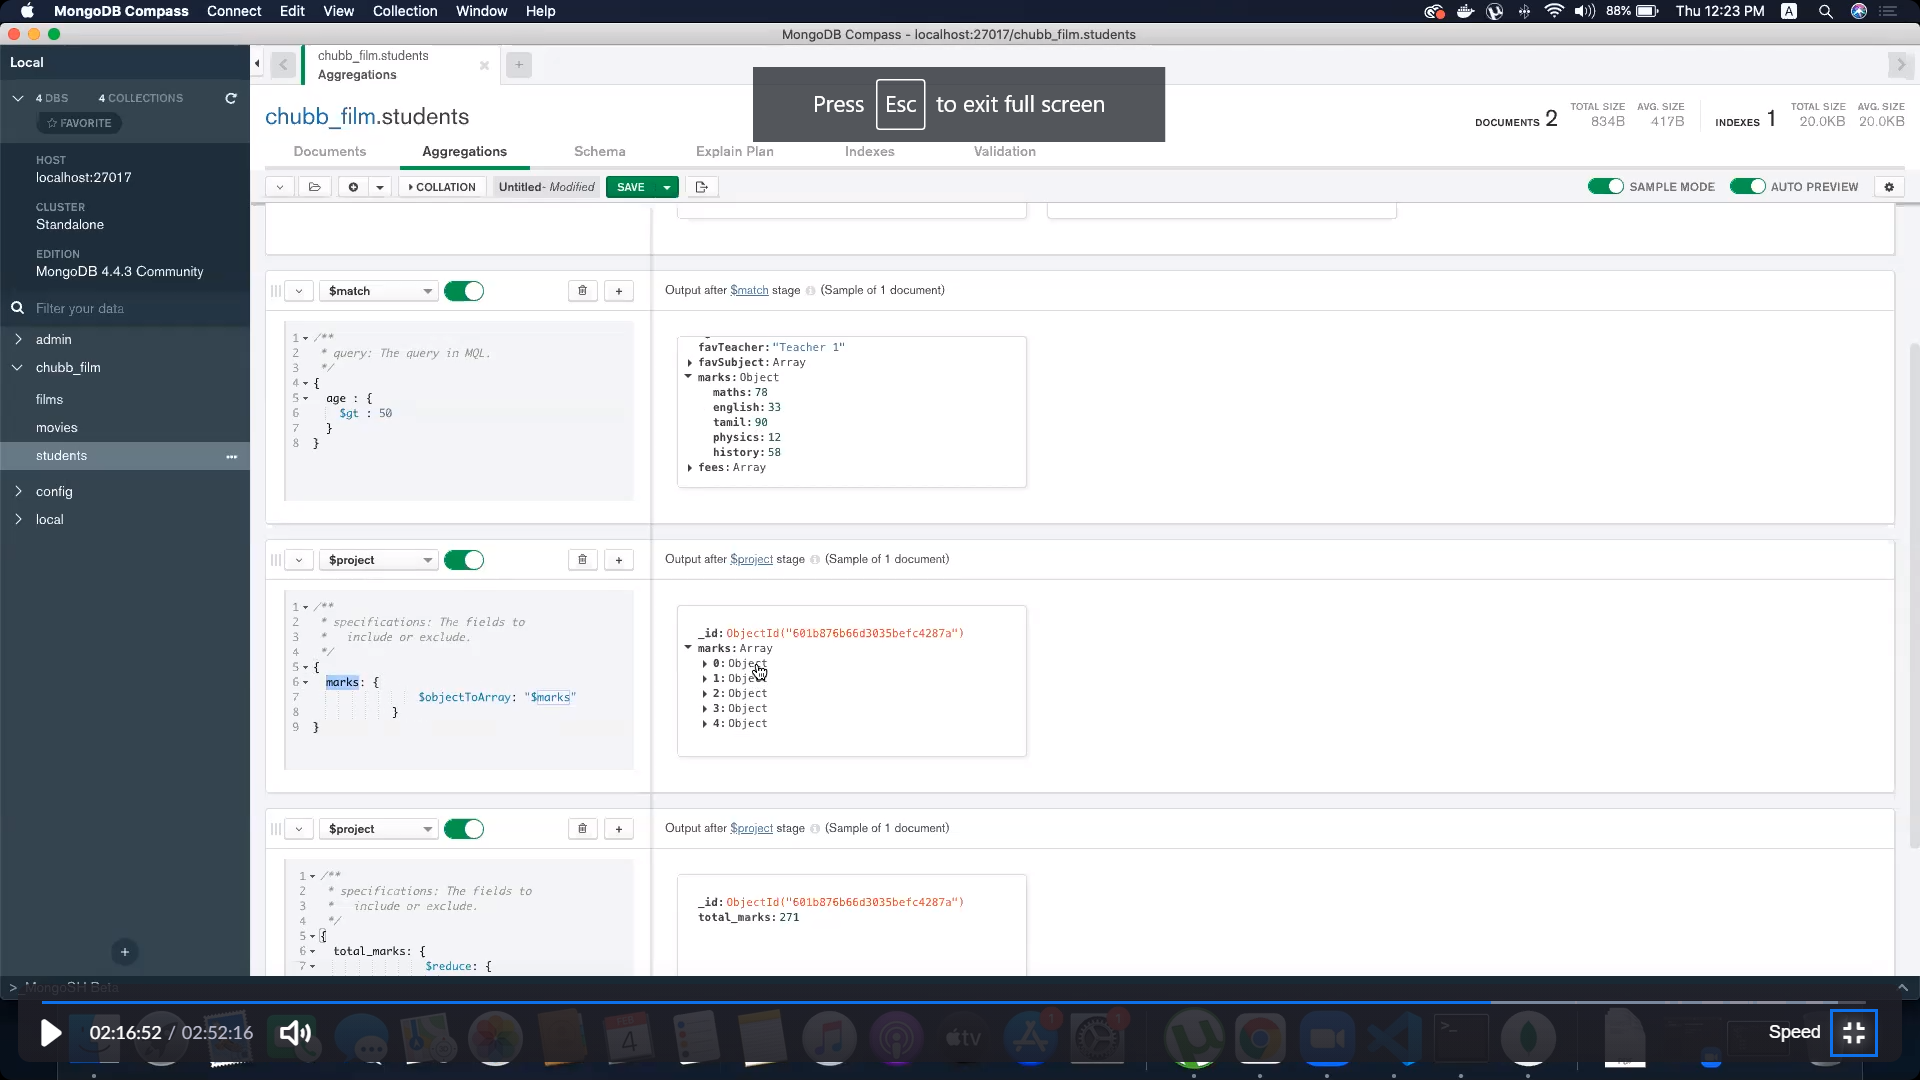 MongoDB Compass Connect Edit View Collection Window Help 88% Thu 12:23 PM A
MongoDB Compass - localhost:27017/chubb_film.students
Local
4 DBS 4 COLLECTIONS
☆ FAVORITE
HOST
localhost:27017
CLUSTER
Standalone
EDITION
MongoDB 4.4.3 Community
Filter your data
admin
chubb_film
films
movies
students ...
config
local
chubb_film.students
Aggregations
Press Esc to exit full screen
chubb_film.students
DOCUMENTS 2 TOTAL SIZE 834B AVG. SIZE 417B INDEXES 1 TOTAL SIZE 20.0KB AVG. SIZE 20.0KB
Documents Aggregations Schema Explain Plan Indexes Validation
COLLATION Untitled- Modified SAVE SAMPLE MODE AUTO PREVIEW
$match
Output after $match stage (Sample of 1 document)
1 /**
2 * query: The query in MQL.
3 */
4 {
5 age : {
6 $gt : 50
7 }
8 }
favTeacher:"Teacher 1"
favSubject:Array
marks:Object
maths:78
english:33
tamil:90
physics:12
history:58
fees:Array
$project
Output after $project stage (Sample of 1 document)
1 /**
2 * specifications: The fields to
3 * include or exclude.
4 */
5 {
6 marks: {
7 $objectToArray: "$marks"
8 }
9 }
_id:ObjectId("601b876b66d3035befc4287a")
marks:Array
0:Object
1:Object
2:Object
3:Object
4:Object
$project
Output after $project stage (Sample of 1 document)
1 /**
2 * specifications: The fields to
3 * include or exclude.
4 */
5 {
6 total_marks: {
7 $reduce: {
_id:ObjectId("601b876b66d3035befc4287a")
total_marks:271
>_MongoSH Beta
02:16:52 / 02:52:16
Speed
FEB
4
tv
1
1